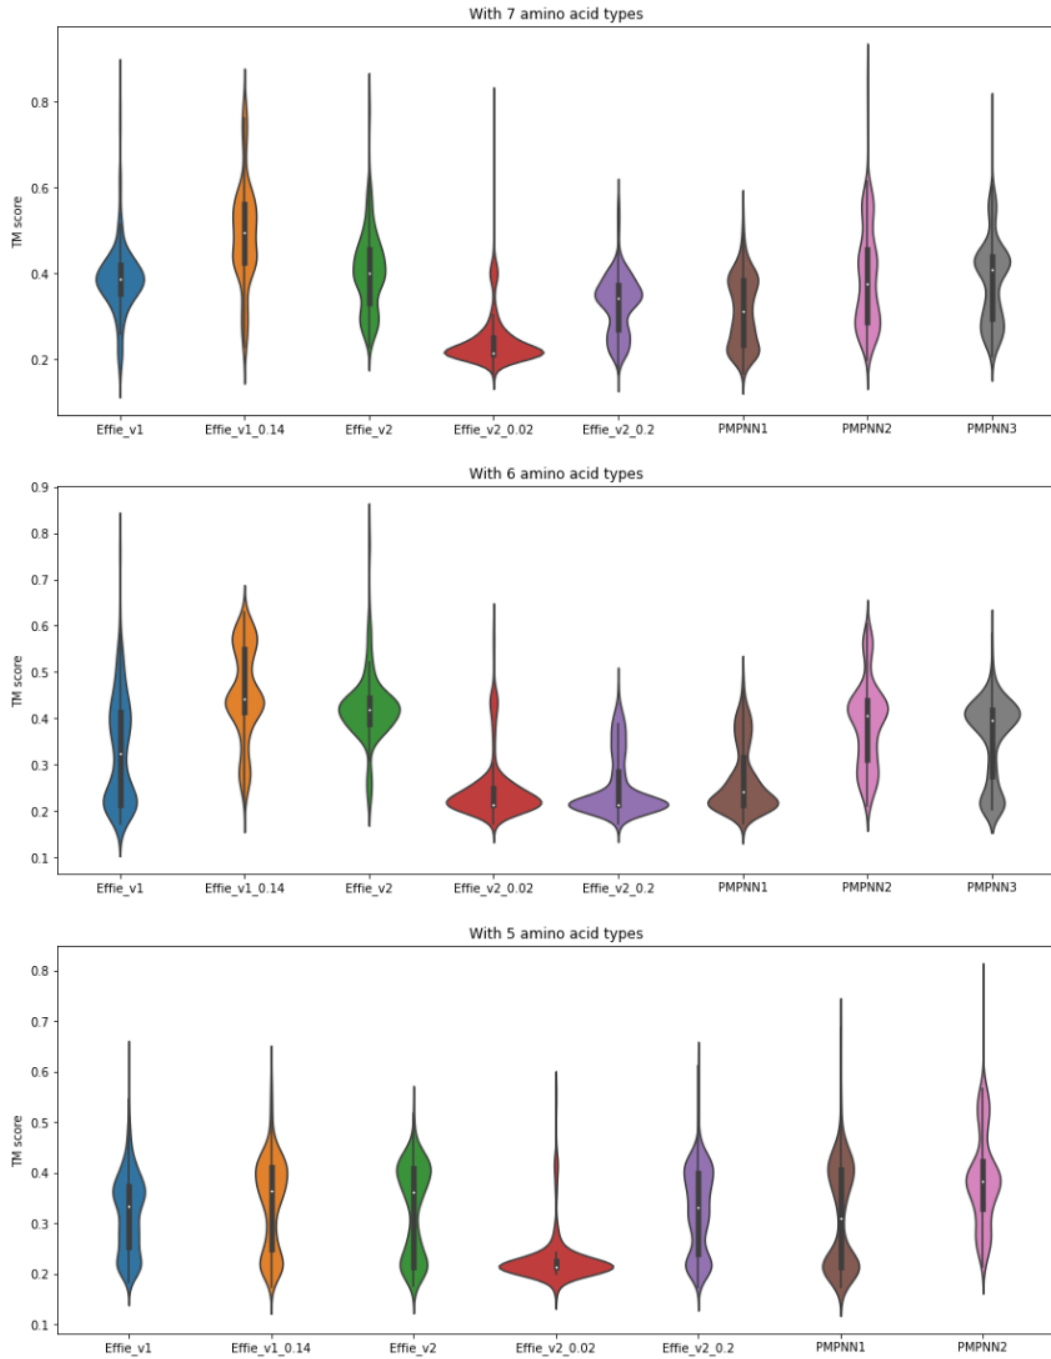 With 7 amino acid types
0.8
0.6
0.4
0.2
TM score
Effie_v1 Effie_v1_0.14 Effie_v2 Effie_v2_0.02 Effie_v2_0.2 PMPNN1 PMPNN2 PMPNN3
With 6 amino acid types
0.9
0.8
0.7
0.6
0.5
0.4
0.3
0.2
0.1
TM score
Effie_v1 Effie_v1_0.14 Effie_v2 Effie_v2_0.02 Effie_v2_0.2 PMPNN1 PMPNN2 PMPNN3
With 5 amino acid types
0.8
0.7
0.6
0.5
0.4
0.3
0.2
0.1
TM score
Effie_v1 Effie_v1_0.14 Effie_v2 Effie_v2_0.02 Effie_v2_0.2 PMPNN1 PMPNN2